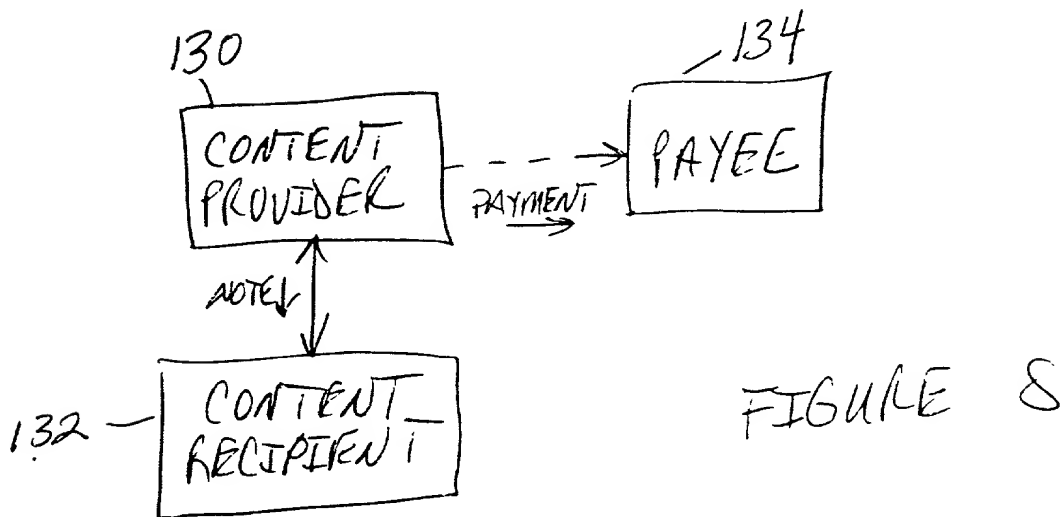 130
134
CONTENT
PROVIDER
PAYEE
PAYMENT
NOTE
132
CONTENT
RECIPIENT
FIGURE 8